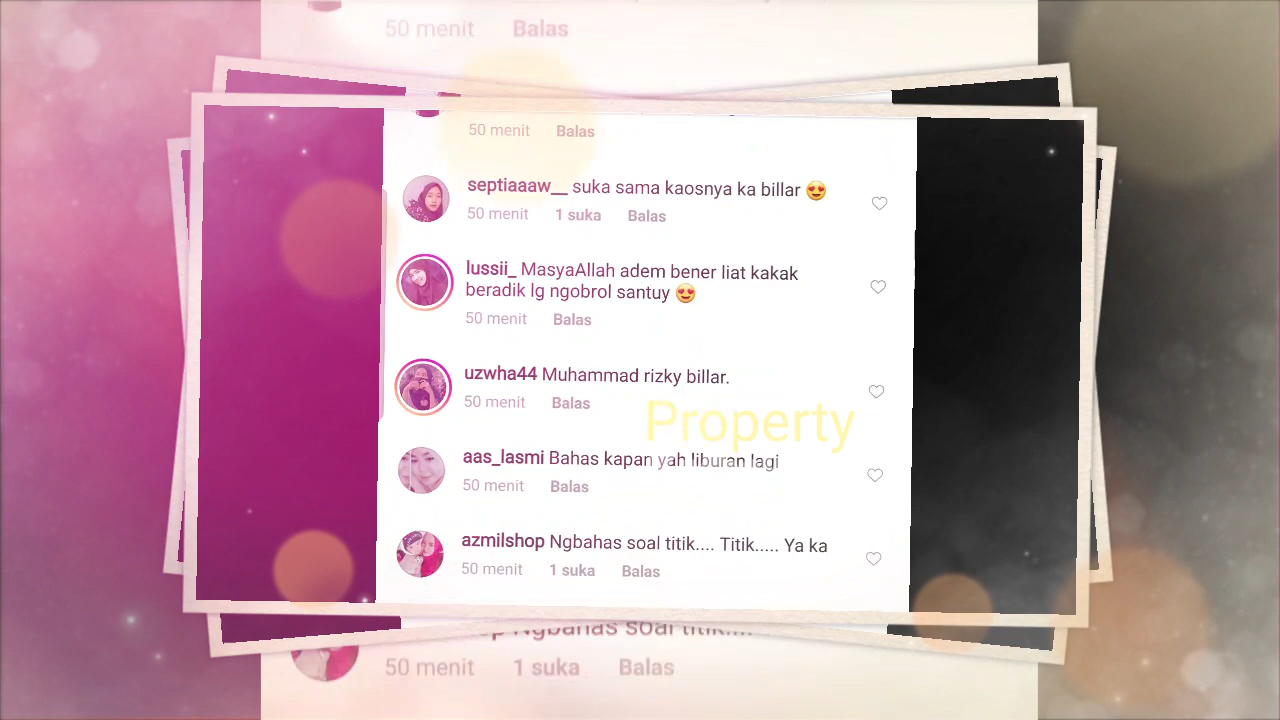 50 menit Balas
50 menit Balas
septiaaaw__ suka sama kaosnya ka billar 😍
50 menit 1 suka Balas
lussii_ MasyaAllah adem bener liat kakak
beradik lg ngobrol santuy 😍
50 menit Balas
uzwha44 Muhammad rizky billar.
50 menit Balas
Property
aas_lasmi Bahas kapan yah liburan lagi
50 menit Balas
azmilshop Ngbahas soal titik.... Titik..... Ya ka
50 menit 1 suka Balas
Ngbahas soal titik....
50 menit 1 suka Balas